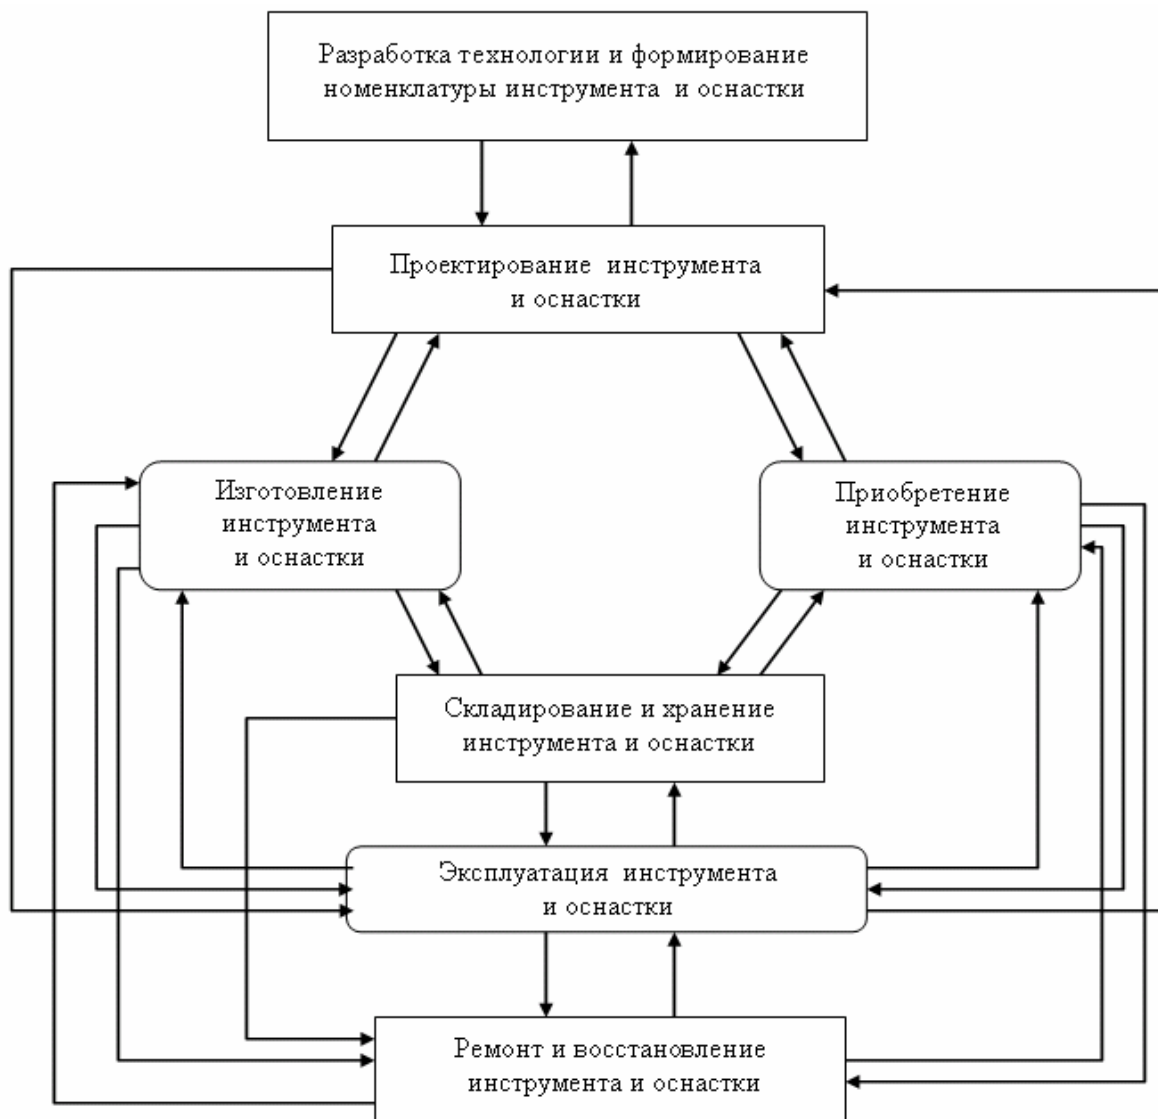 Разработка технологии и формирование
номенклатуры инструмента и оснастки
Проектирование инструмента
и оснастки
Изготовление
инструмента
и оснастки
Приобретение
инструмента
и оснастки
Складирование и хранение
инструмента и оснастки
Эксплуатация инструмента
и оснастки
Ремонт и восстановление
инструмента и оснастки